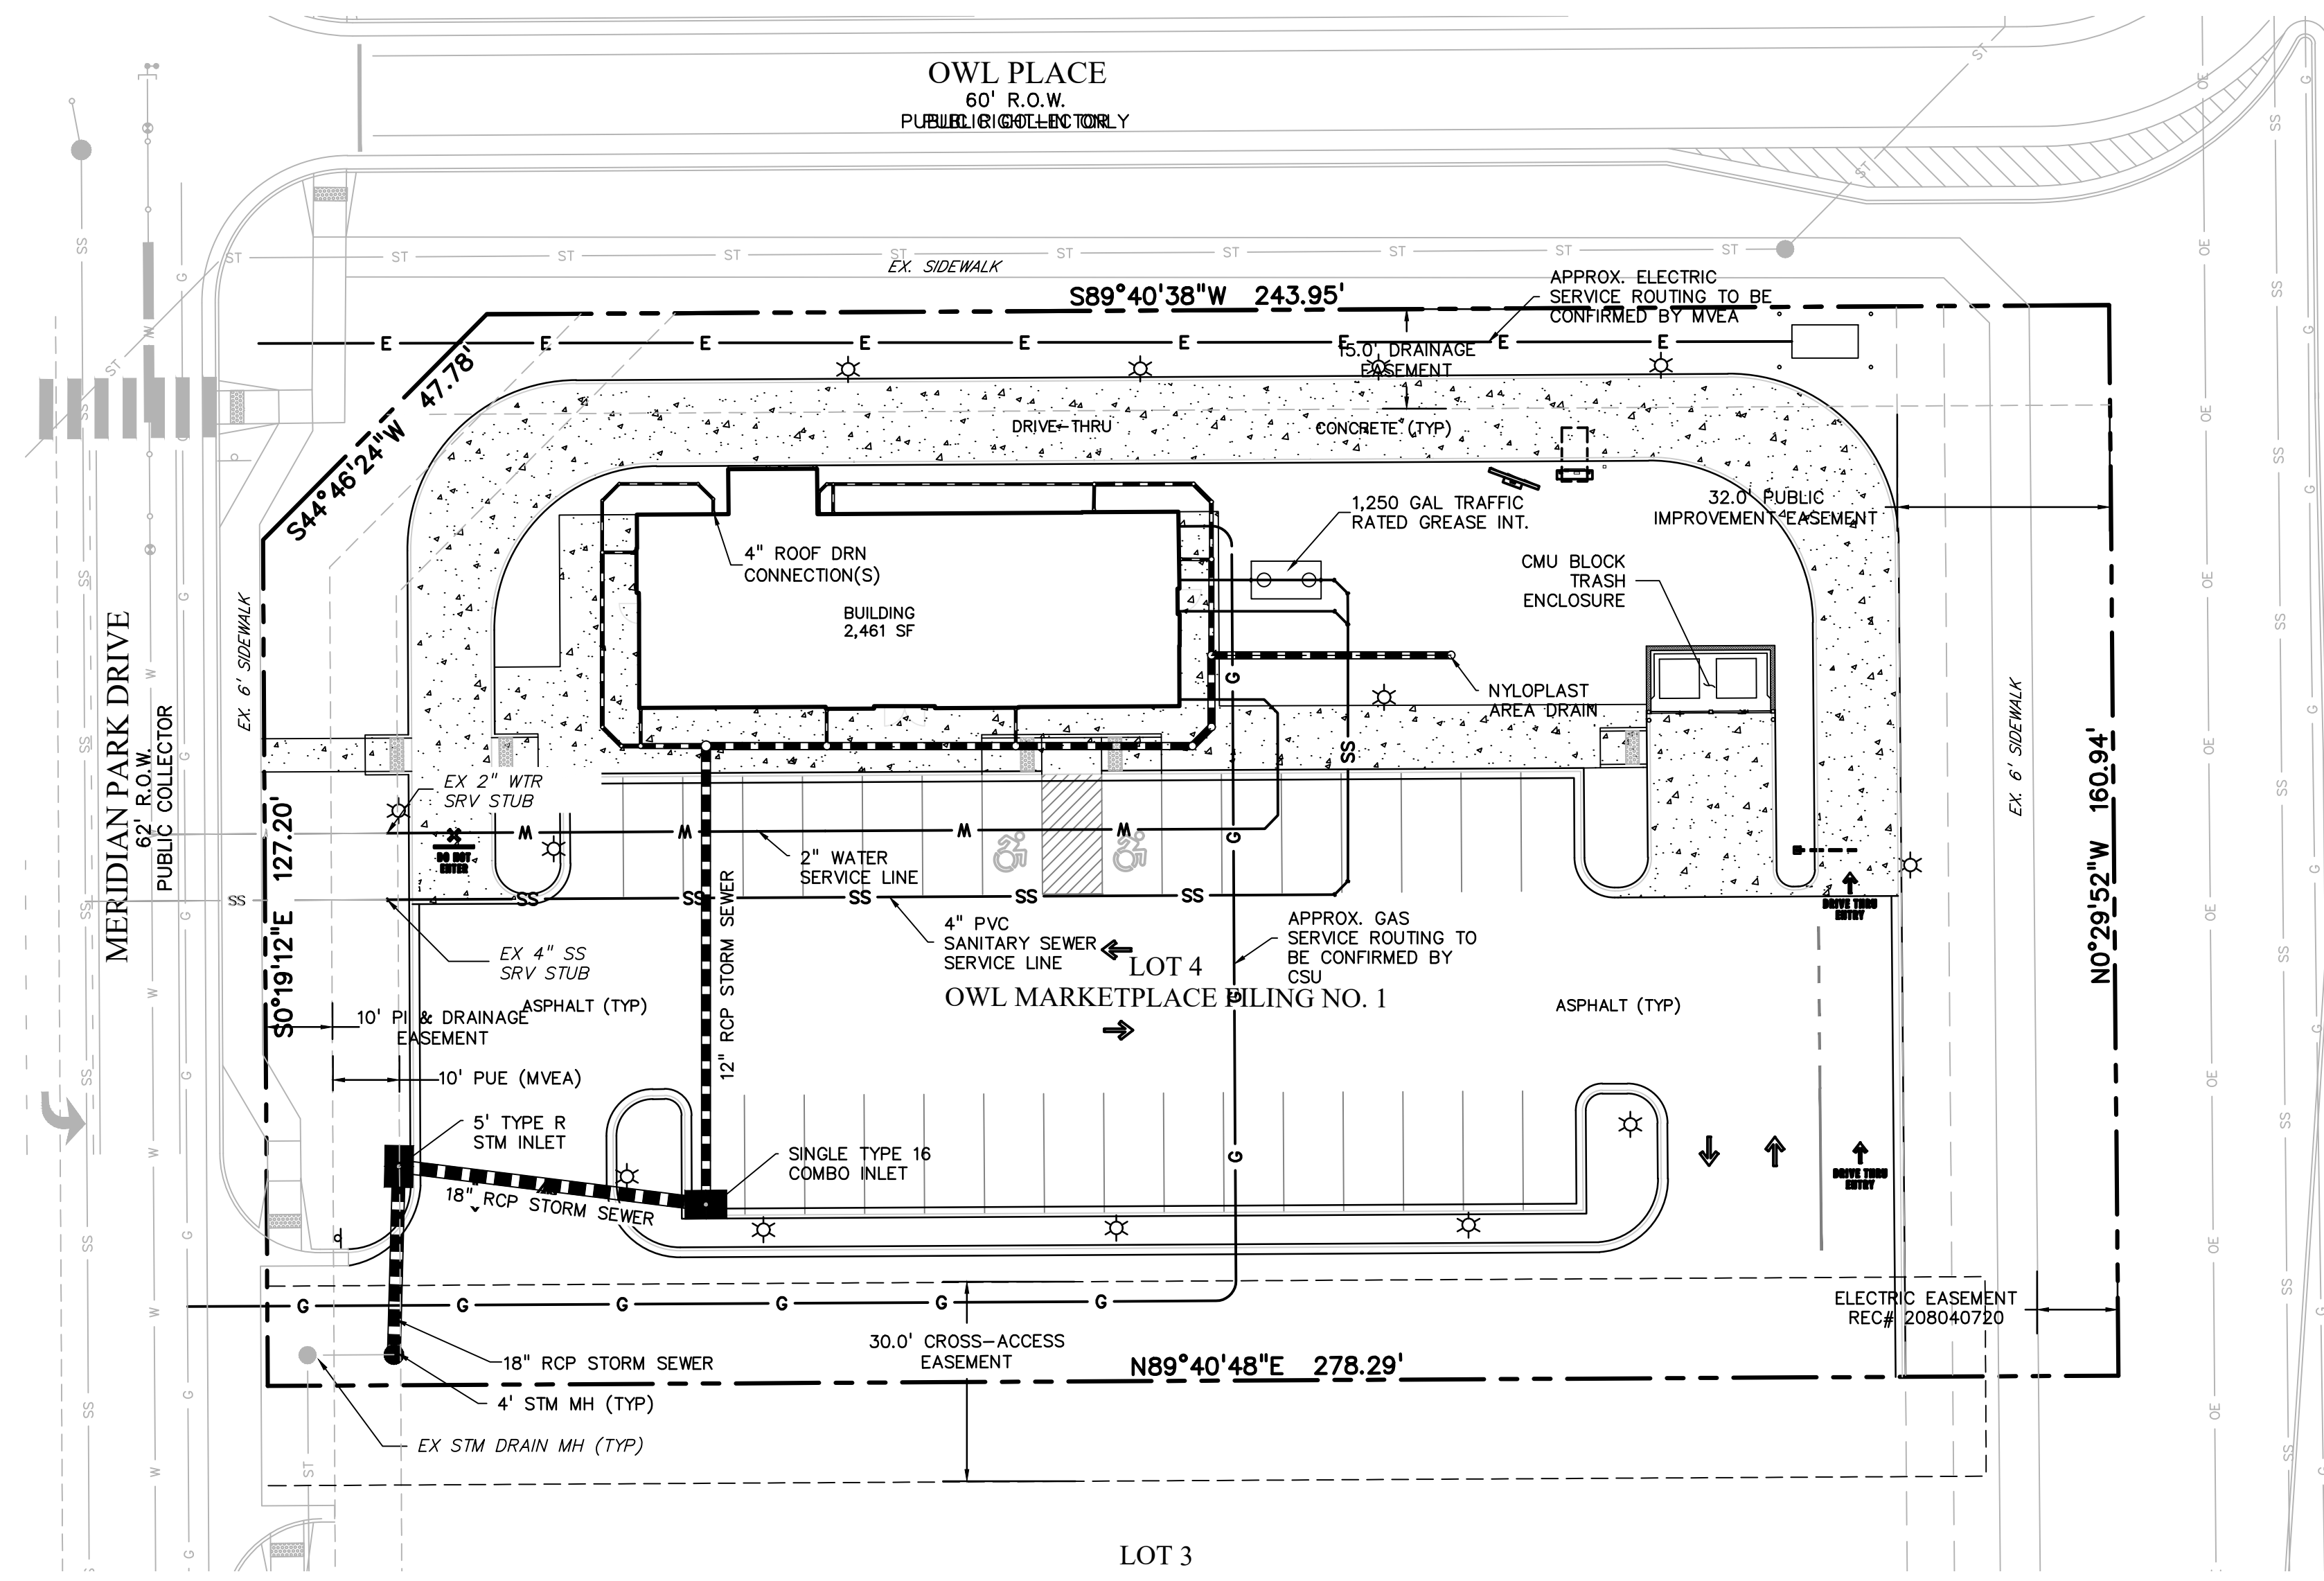 OWL PLACE
60' R.O.W.
EX. SIDEWALK
S89°40'38"W 243.95'
APPROX. ELECTRIC
SERVICE ROUTING TO BE
CONFIRMED BY MVEA
15.0' DRAINAGE
EASEMENT
S44°46'24"W 47.78'
DRIVE-THRU
CONCRETE (TYP)
1,250 GAL TRAFFIC
RATED GREASE INT.
32.0' PUBLIC
IMPROVEMENT EASEMENT
4" ROOF DRN
CONNECTION(S)
CMU BLOCK
TRASH
ENCLOSURE
BUILDING
2,461 SF
NYLOPLAST
AREA DRAIN
EX. 6' SIDEWALK
EX. 6' SIDEWALK
MERIDIAN PARK DRIVE
62' R.O.W.
PUBLIC COLLECTOR
S0°19'12"E 127.20'
N0°29'52"W 160.94'
EX 2" WTR
SRV STUB
DO NOT
ENTER
2" WATER
SERVICE LINE
12" RCP STORM SEWER
4" PVC
SANITARY SEWER
SERVICE LINE
APPROX. GAS
SERVICE ROUTING TO
BE CONFIRMED BY
CSU
DRIVE THRU
ENTRY
EX 4" SS
SRV STUB
LOT 4
OWL MARKETPLACE FILING NO. 1
ASPHALT (TYP)
ASPHALT (TYP)
10' PI & DRAINAGE
EASEMENT
10' PUE (MVEA)
5' TYPE R
STM INLET
SINGLE TYPE 16
COMBO INLET
DRIVE THRU
ENTRY
18" RCP STORM SEWER
ELECTRIC EASEMENT
REC# 208040720
30.0' CROSS-ACCESS
EASEMENT
18" RCP STORM SEWER
N89°40'48"E 278.29'
4' STM MH (TYP)
EX STM DRAIN MH (TYP)
LOT 3